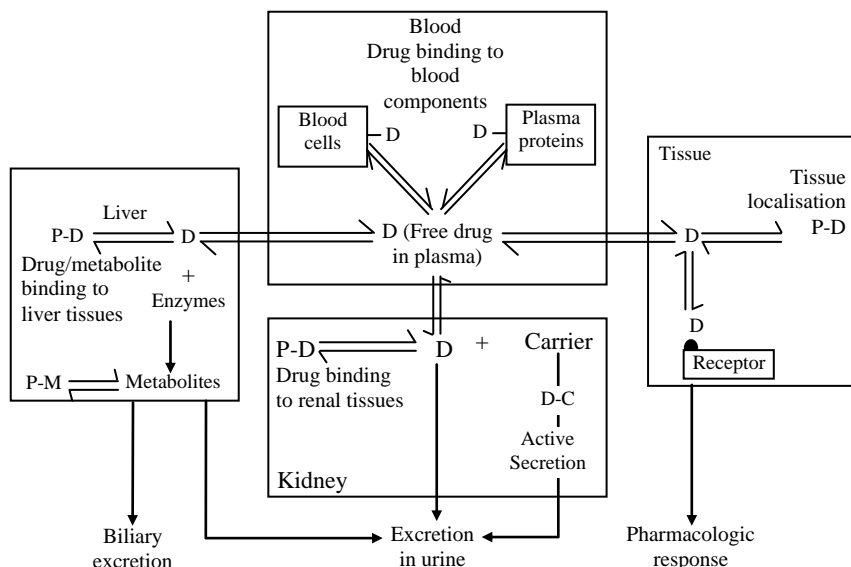 Blood
Drug binding to
blood
components
Blood
cells
D
D
Plasma
proteins
D (Free drug
in plasma)
Liver
P-D
D
Drug/metabolite
binding to
liver tissues
+
Enzymes
P-M
Metabolites
Tissue
Tissue
localisation
P-D
D
D
Receptor
P-D
D
+
Carrier
Drug binding
to renal tissues
D-C
Active
Secretion
Kidney
Biliary
excretion
Excretion
in urine
Pharmacologic
response